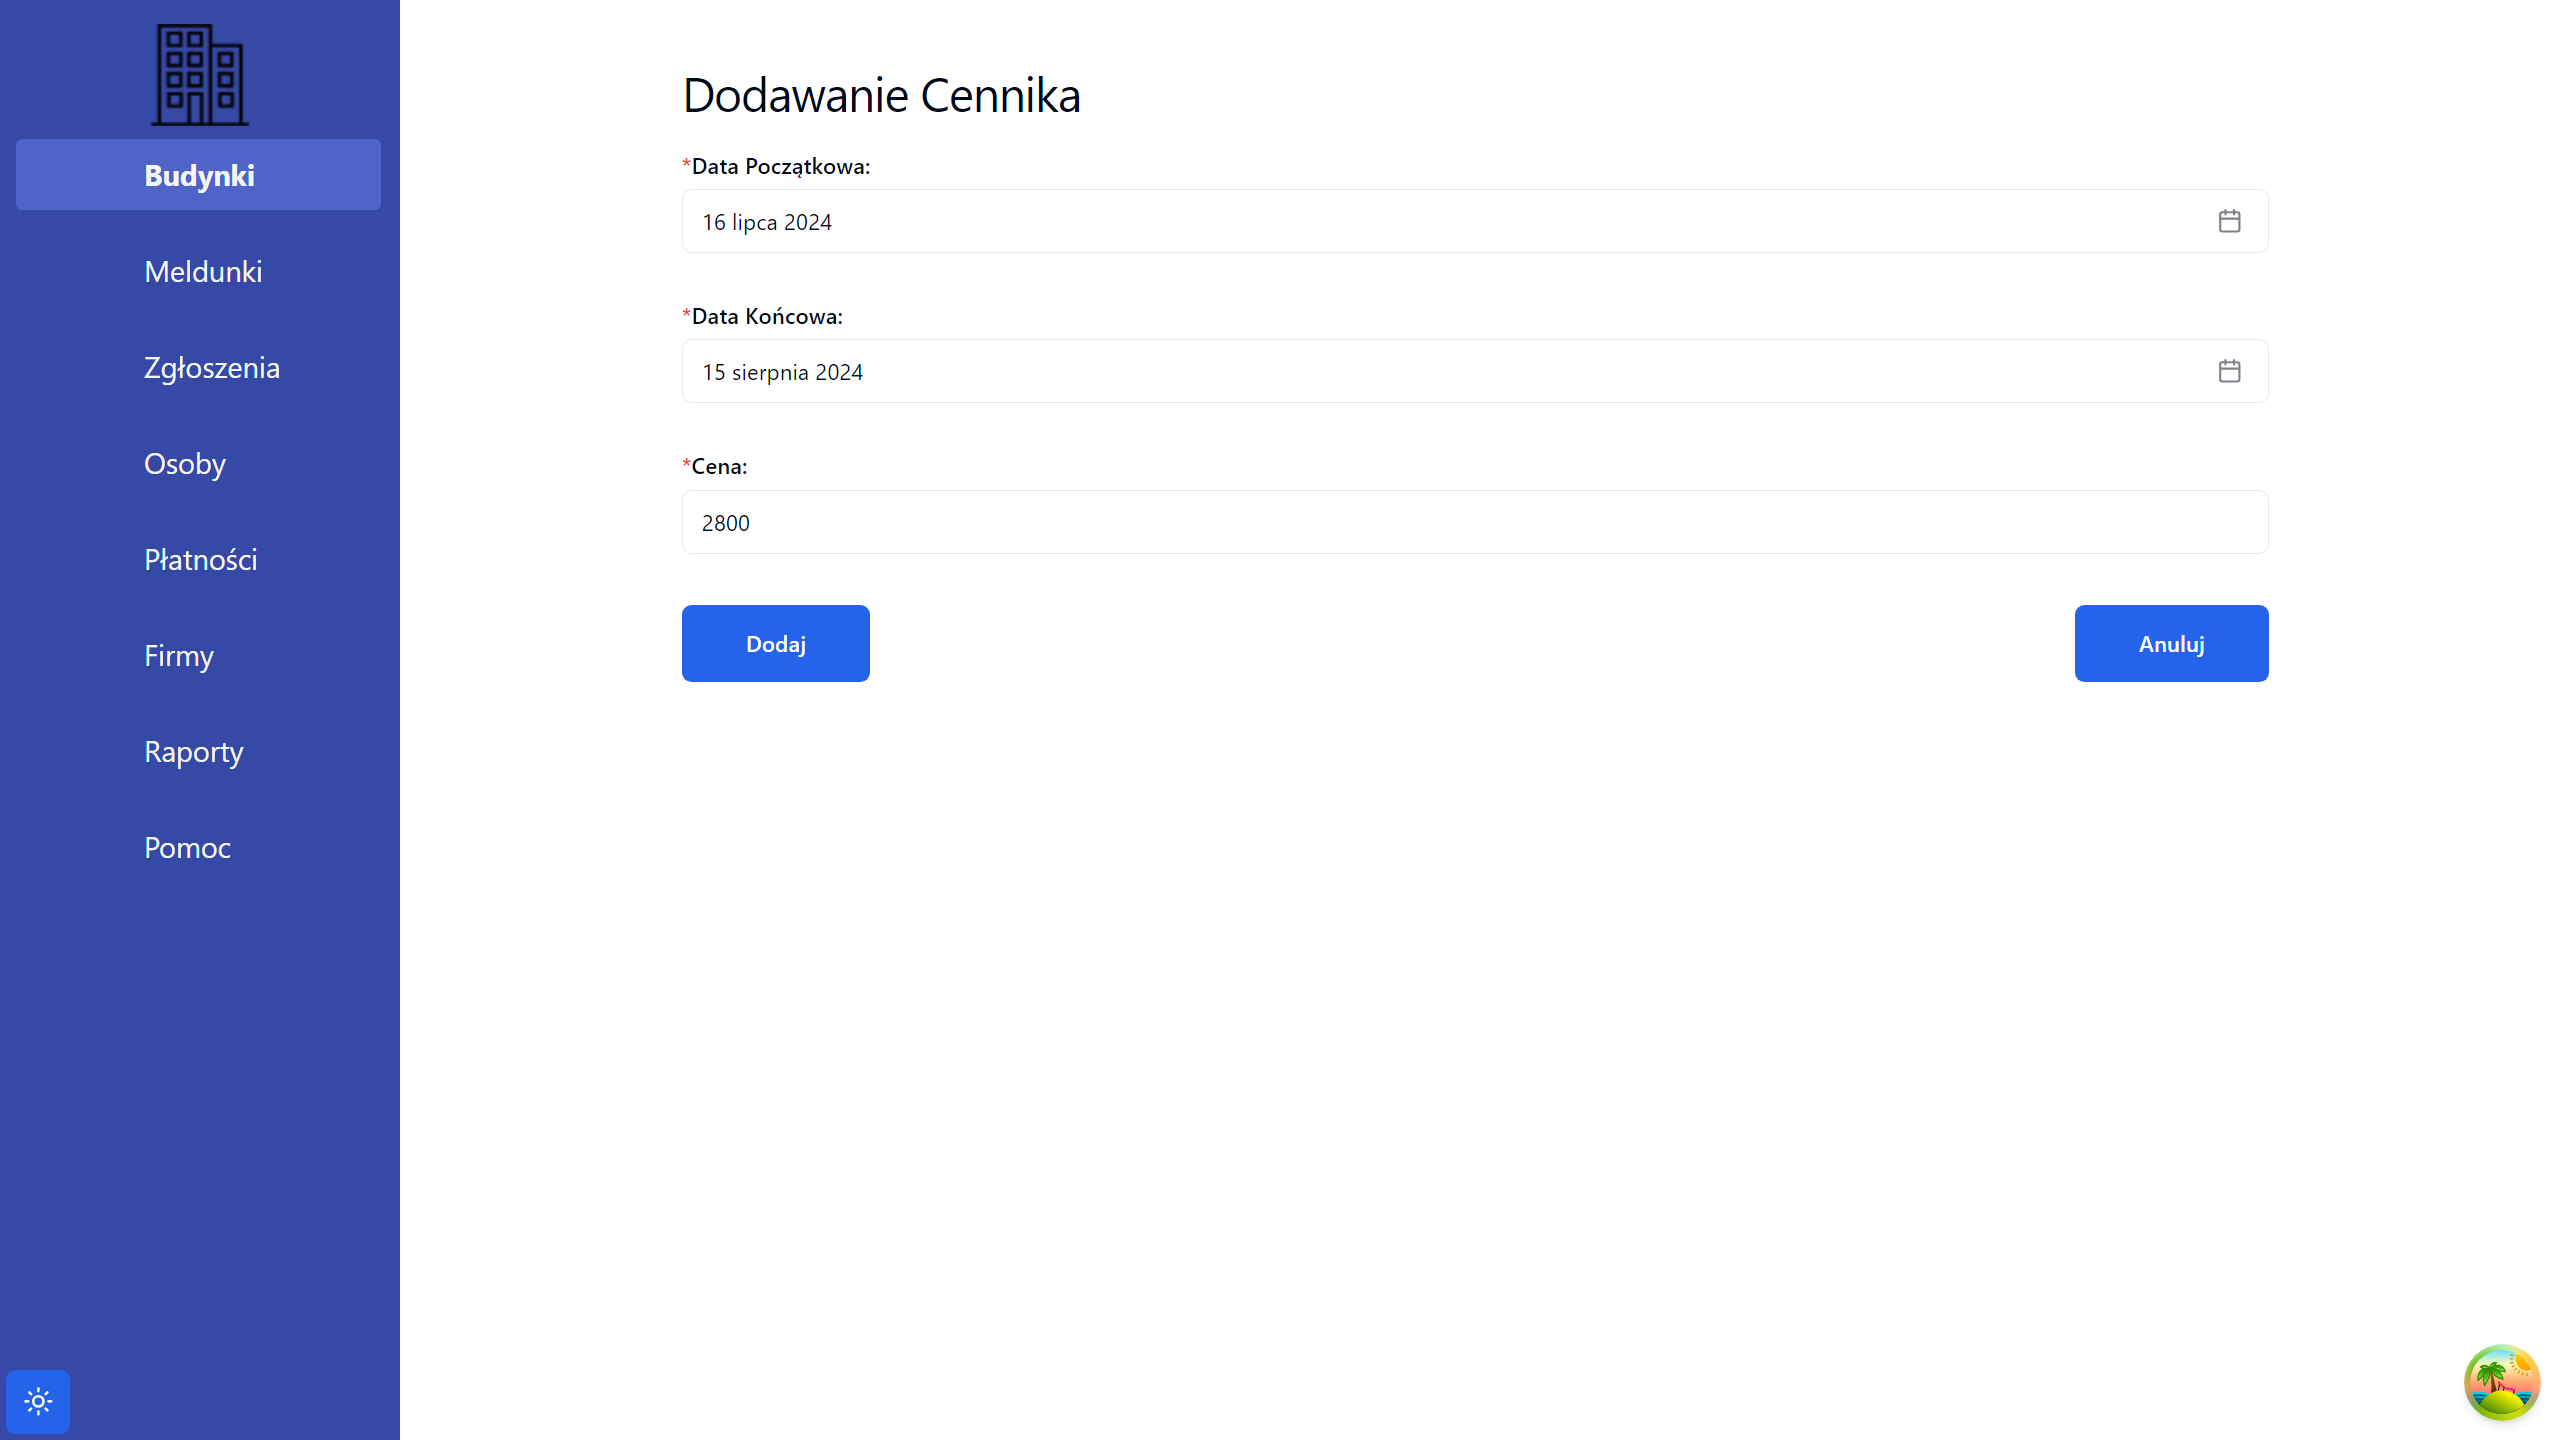 Budynki
Meldunki
Zgłoszenia
Osoby
Płatności
Firmy
Raporty
Pomoc
Dodawanie Cennika
*Data Początkowa:
16 lipca 2024
*Data Końcowa:
15 sierpnia 2024
*Cena:
2800
Dodaj
Anuluj